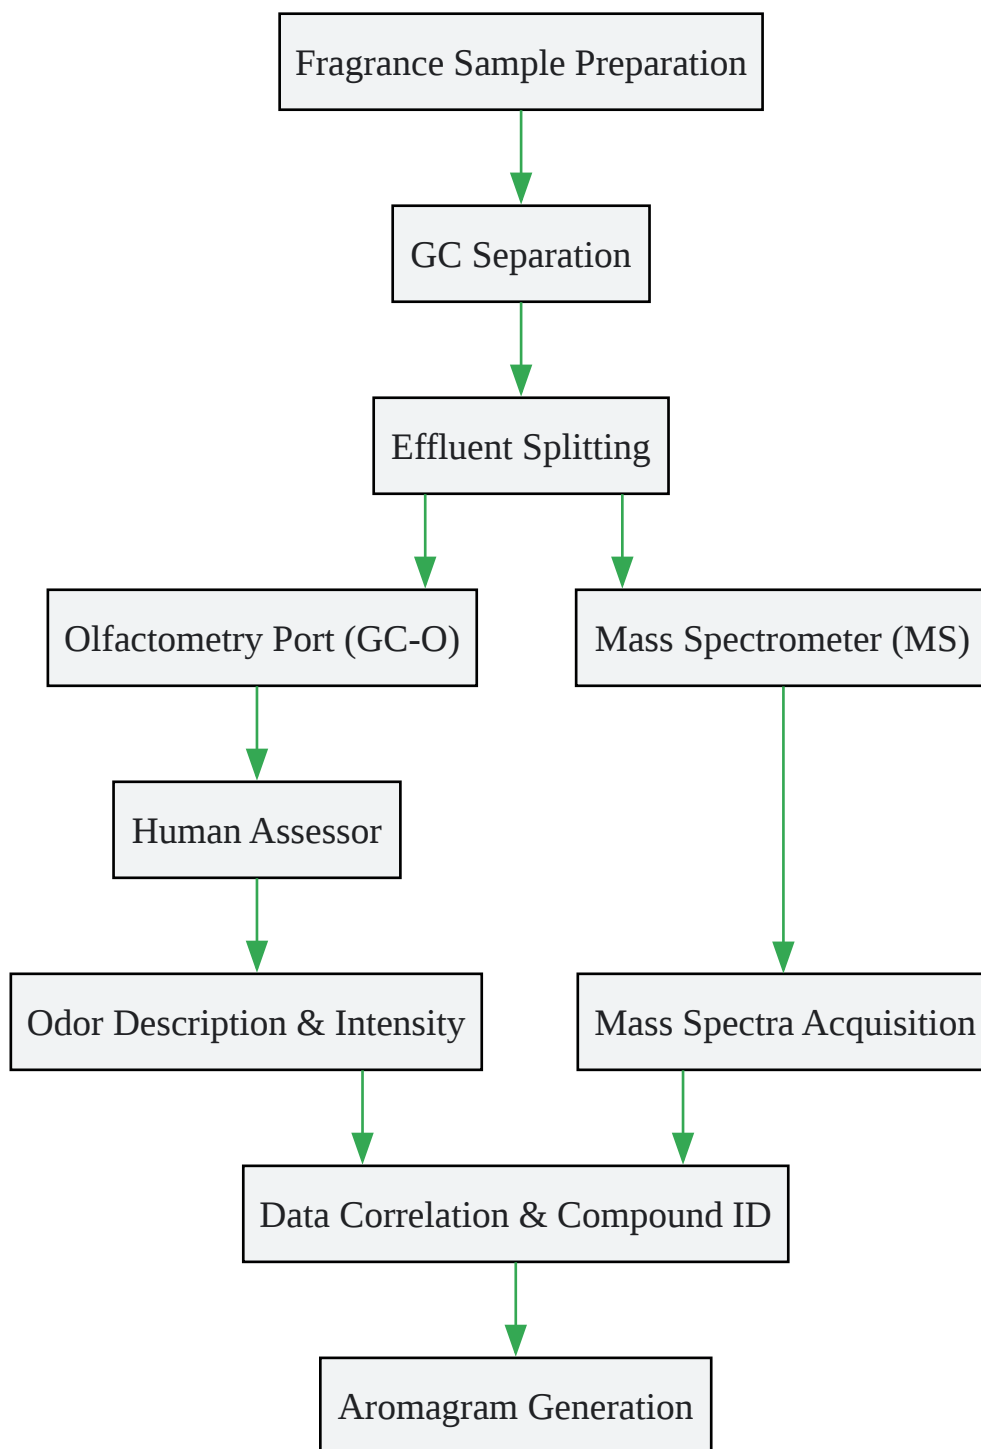 Fragrance Sample Preparation
GC Separation
Effluent Splitting
Olfactometry Port (GC-O)
Mass Spectrometer (MS)
Human Assessor
Odor Description & Intensity
Mass Spectra Acquisition
Data Correlation & Compound ID
Aromagram Generation